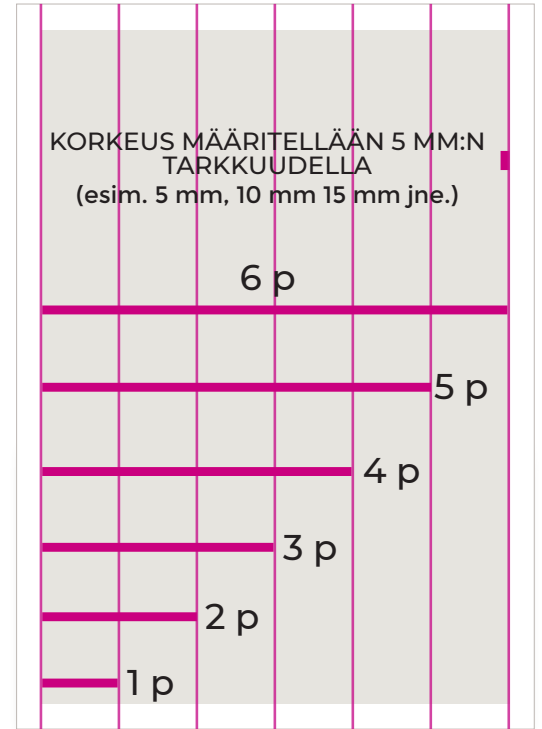 KORKEUS MÄÄRITELLÄÄN 5 MM:N
TARKKUUDELLA
(esim. 5 mm, 10 mm 15 mm jne.)
6 p
5 p
4 p
3 p
2 p
1 p